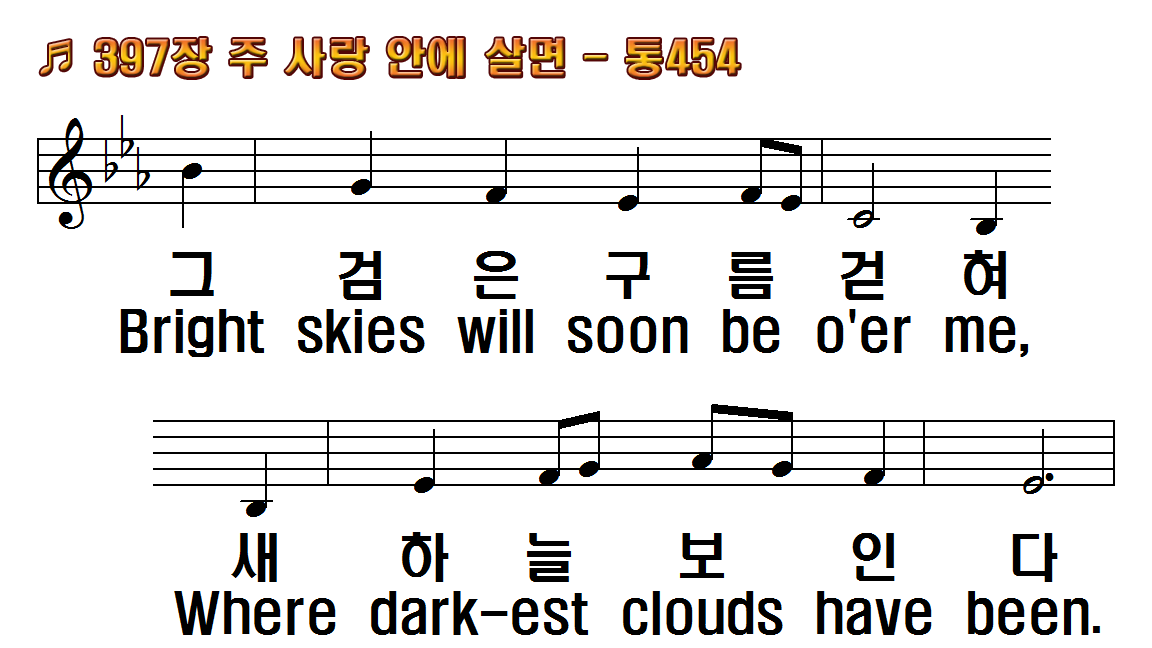 ♬ 397장 주 사랑 안에 살면 - 통454
그 검 은 구 름 걷 혀
Bright skies will soon be o'er me,
새 하 늘 보 인 다
Where dark-est clouds have been.